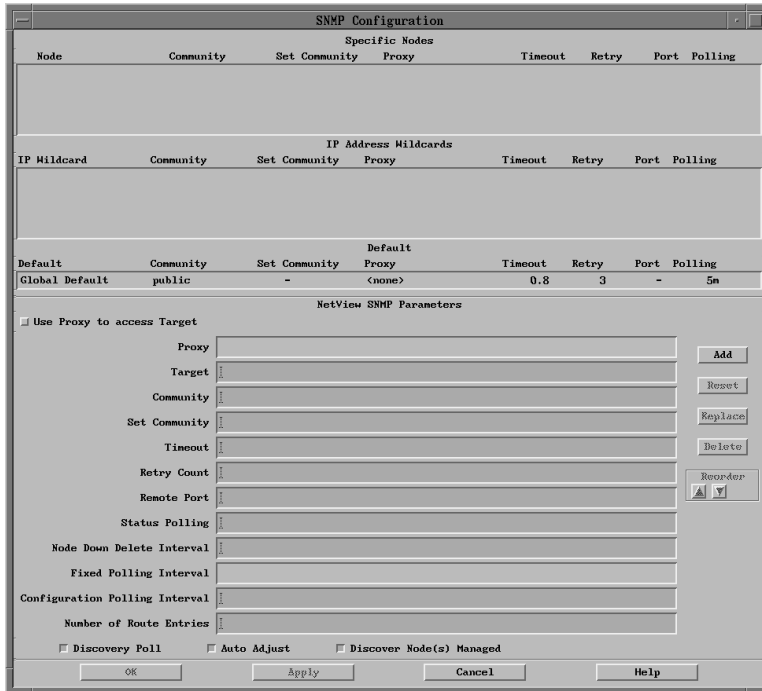 SNMP Configuration
Specific Nodes
Node Community Set Community Proxy Timeout Retry Port Polling
IP Address Wildcards
IP Wildcard Community Set Community Proxy Timeout Retry Port Polling
Default
Default Community Set Community Proxy Timeout Retry Port Polling
Global Default public - <none> 0.8 3 - 5m
NetView SNMP Parameters
Use Proxy to access Target
Proxy
Add
Target
Reset
Community
Set Community
Replace
Timeout
Delete
Retry Count
Reorder
Remote Port
Status Polling
Node Down Delete Interval
Fixed Polling Interval
Configuration Polling Interval
Number of Route Entries
Discovery Poll Auto Adjust Discover Node(s) Managed
OK Apply Cancel Help